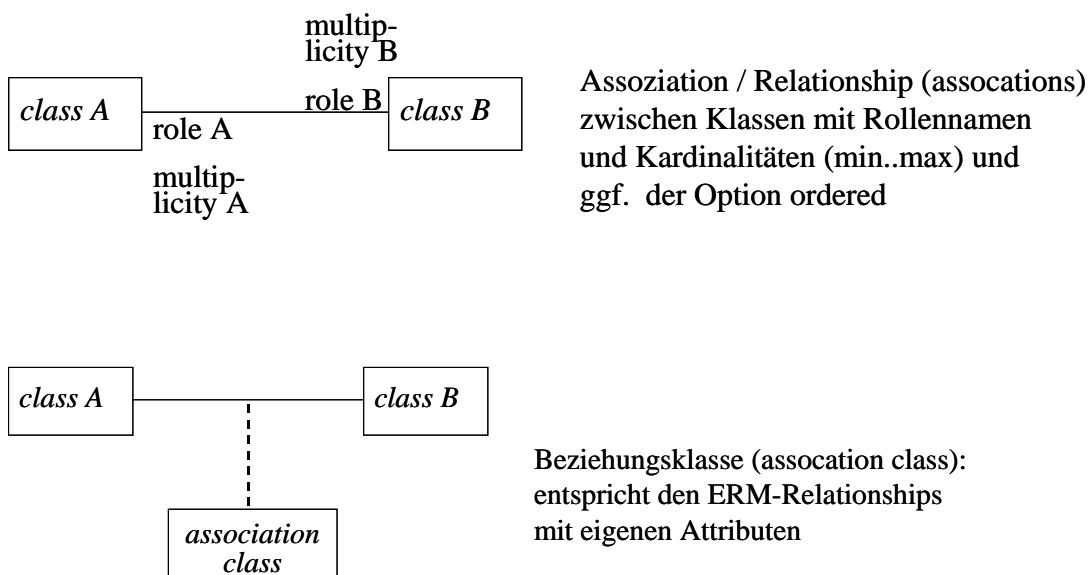 multip-
licity B
class A
role A
role B
class B
multip-
licity A
Assoziation / Relationship (assocations)
zwischen Klassen mit Rollennamen
und Kardinalitäten (min..max) und
ggf. der Option ordered
class A
class B
association
class
Beziehungsklasse (assocation class):
entspricht den ERM-Relationships
mit eigenen Attributen